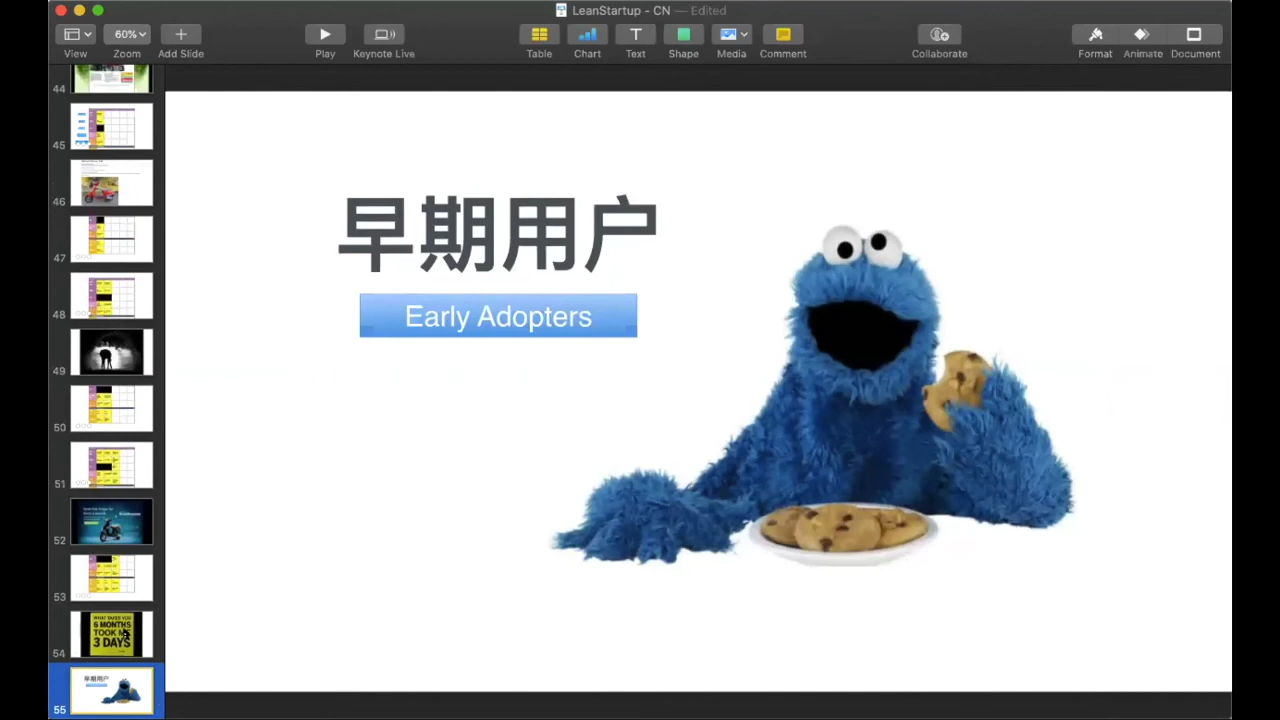 LeanStartup - CN — Edited
60%
View
Zoom
Add Slide
Play
Keynote Live
Table
Chart
Text
Shape
Media
Comment
Collaborate
Format
Animate
Document
44
45
46
47
48
49
50
51
52
53
WHAT TAKES YOU
6 MONTHS
TOOK ME
3 DAYS
54
早期用户
55
早期用户
Early Adopters